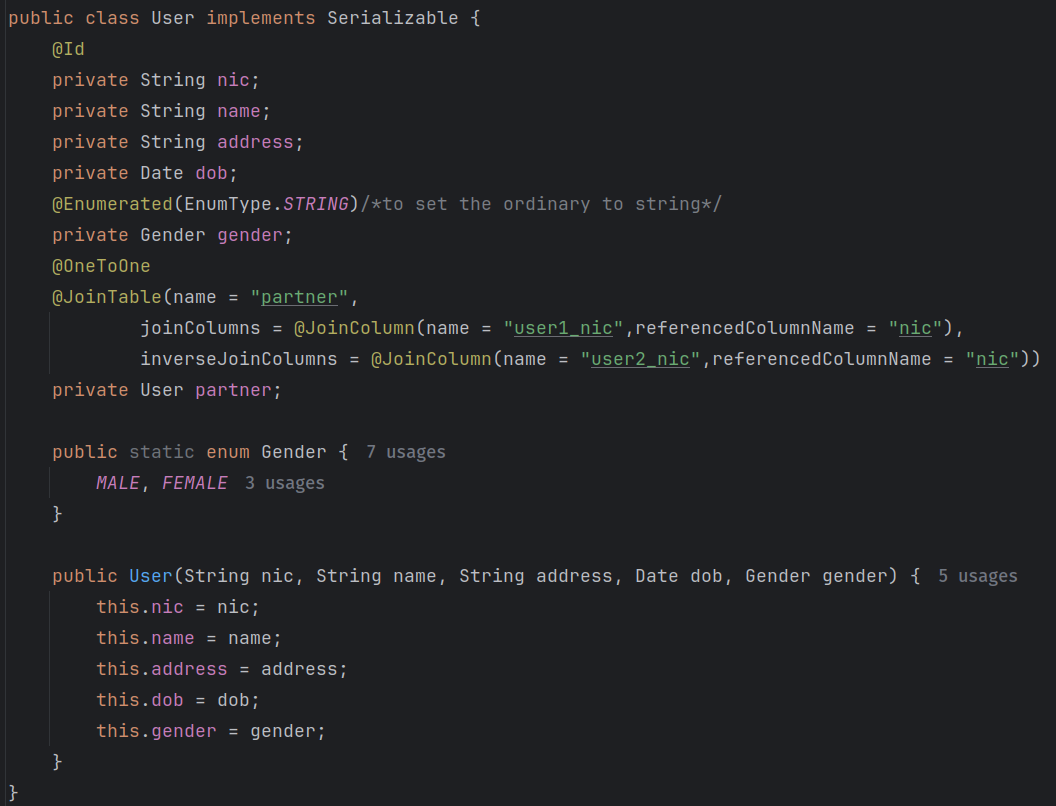 public class User implements Serializable {
    @Id
    private String nic;
    private String name;
    private String address;
    private Date dob;
    @Enumerated(EnumType.STRING)/*to set the ordinary to string*/
    private Gender gender;
    @OneToOne
    @JoinTable(name = "partner",
            joinColumns = @JoinColumn(name = "user1_nic",referencedColumnName = "nic"),
            inverseJoinColumns = @JoinColumn(name = "user2_nic",referencedColumnName = "nic"))
    private User partner;

    public static enum Gender { 7 usages
        MALE, FEMALE 3 usages
    }

    public User(String nic, String name, String address, Date dob, Gender gender) { 5 usages
        this.nic = nic;
        this.name = name;
        this.address = address;
        this.dob = dob;
        this.gender = gender;
    }
}